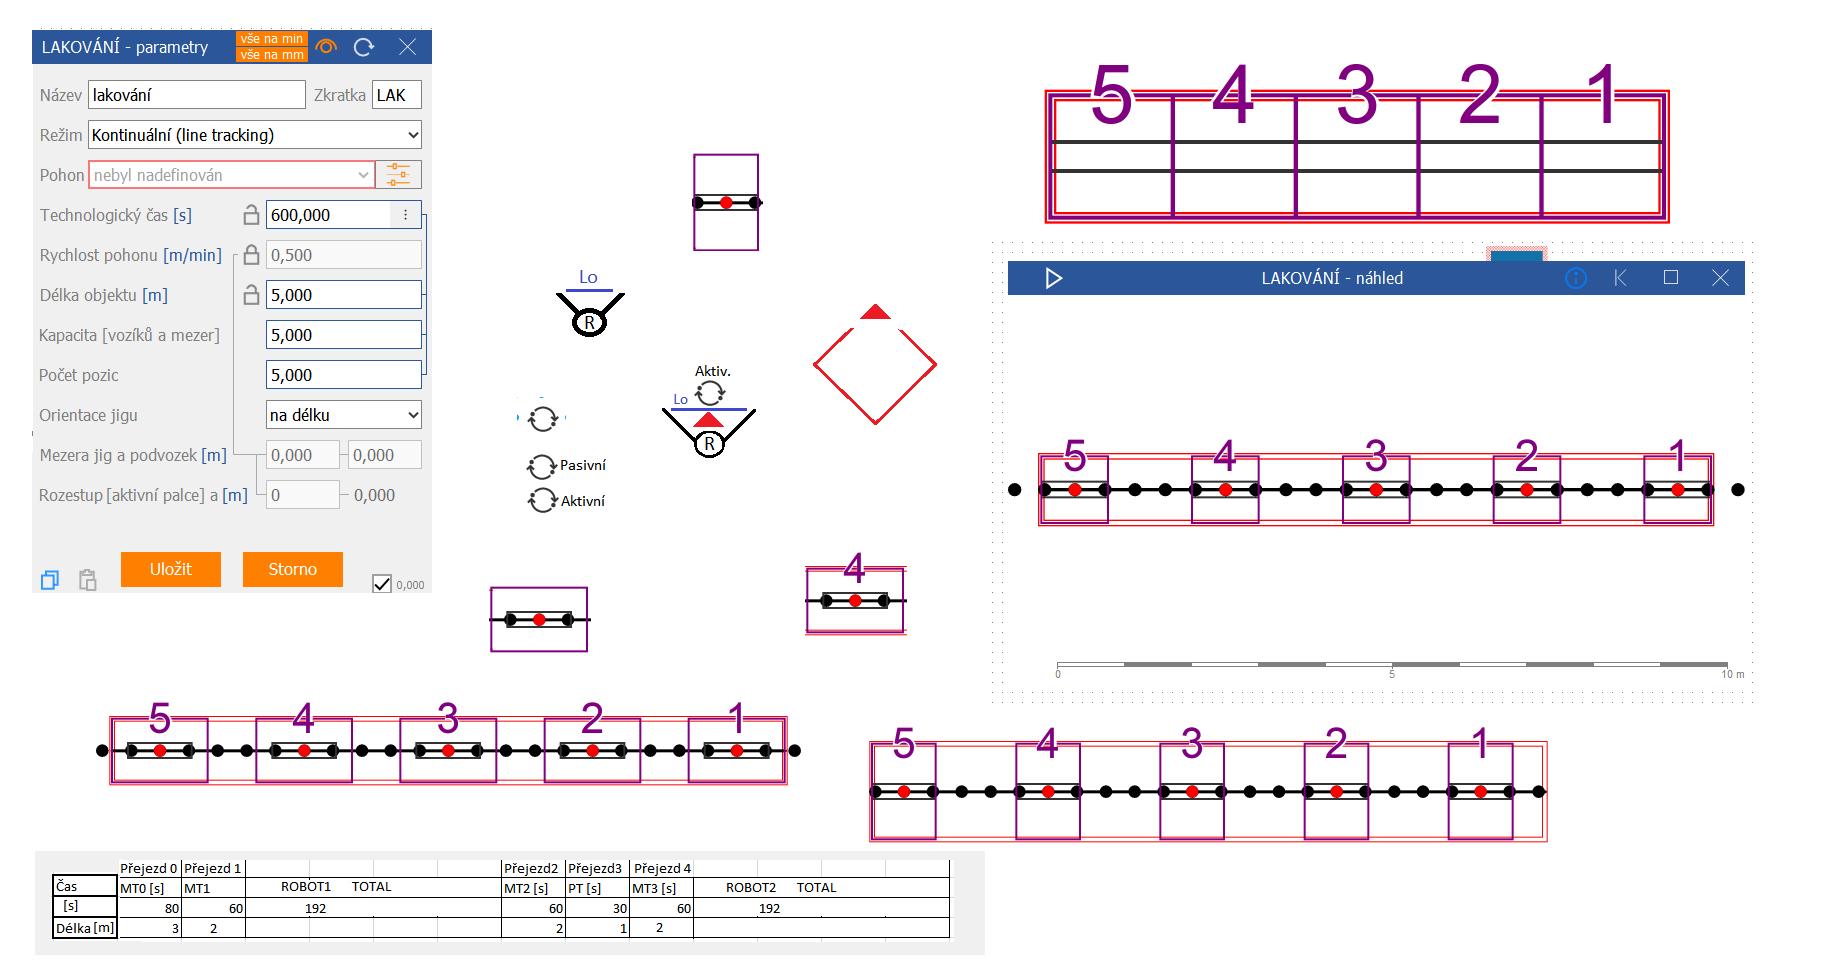 LAKOVÁNÍ - parametry
vše na min
vše na mm
Název lakování Zkratka LAK
Režim Kontinuální (line tracking)
Pohon nebyl nadefinován
Technologický čas [s] 600,000
Rychlost pohonu [m/min] 0,500
Délka objektu [m] 5,000
Kapacita [vozíků a mezer] 5,000
Počet pozic 5,000
Orientace jigu na délku
Mezera jig a podvozek [m] 0,000 0,000
Rozestup [aktivní palce] a [m] 0 0,000
Uložit Storno 0,000
Lo
R
Aktiv.
Lo
R
Pasivní
Aktivní
4
5 4 3 2 1
LAKOVÁNÍ - náhled
5 4 3 2 1
0 5 10 m
5 4 3 2 1
5 4 3 2 1
Přejezd 0 Přejezd 1 Přejezd2 Přejezd3 Přejezd 4
Čas MT0 [s] MT1 ROBOT1 TOTAL MT2 [s] PT [s] MT3 [s] ROBOT2 TOTAL
[s] 80 60 192 60 30 60 192
Délka [m] 3 2 2 1 2